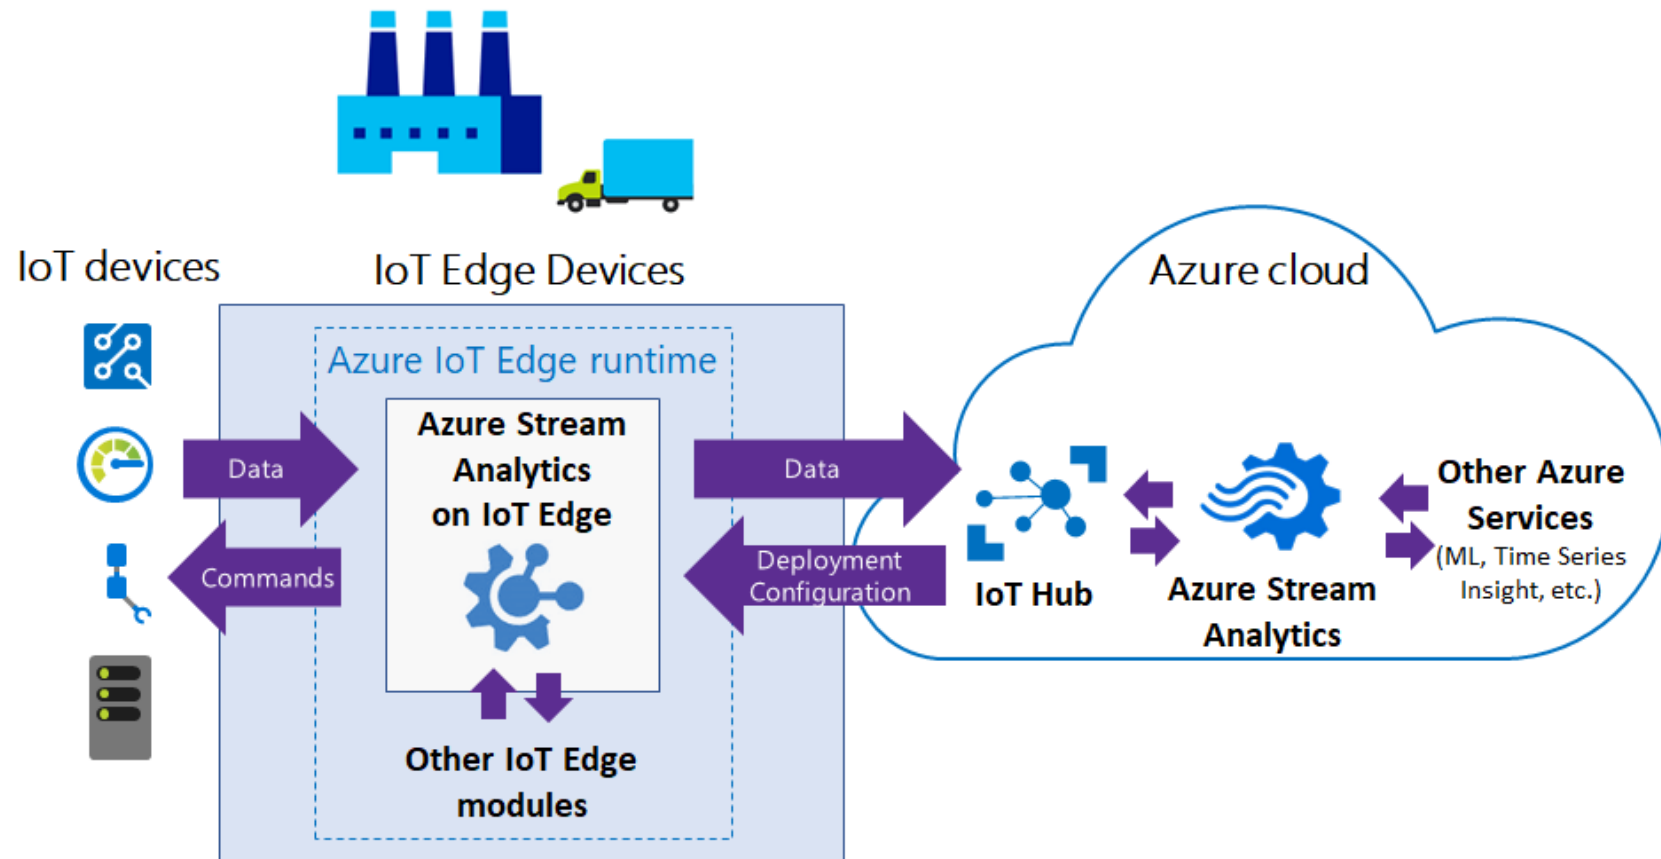 IoT devices
IoT Edge Devices
Azure cloud
Azure IoT Edge runtime
Azure Stream
Analytics
on IoT Edge
Data
Commands
Data
Deployment
Configuration
Other IoT Edge
modules
IoT Hub
Azure Stream
Analytics
Other Azure
Services
(ML, Time Series
Insight, etc.)